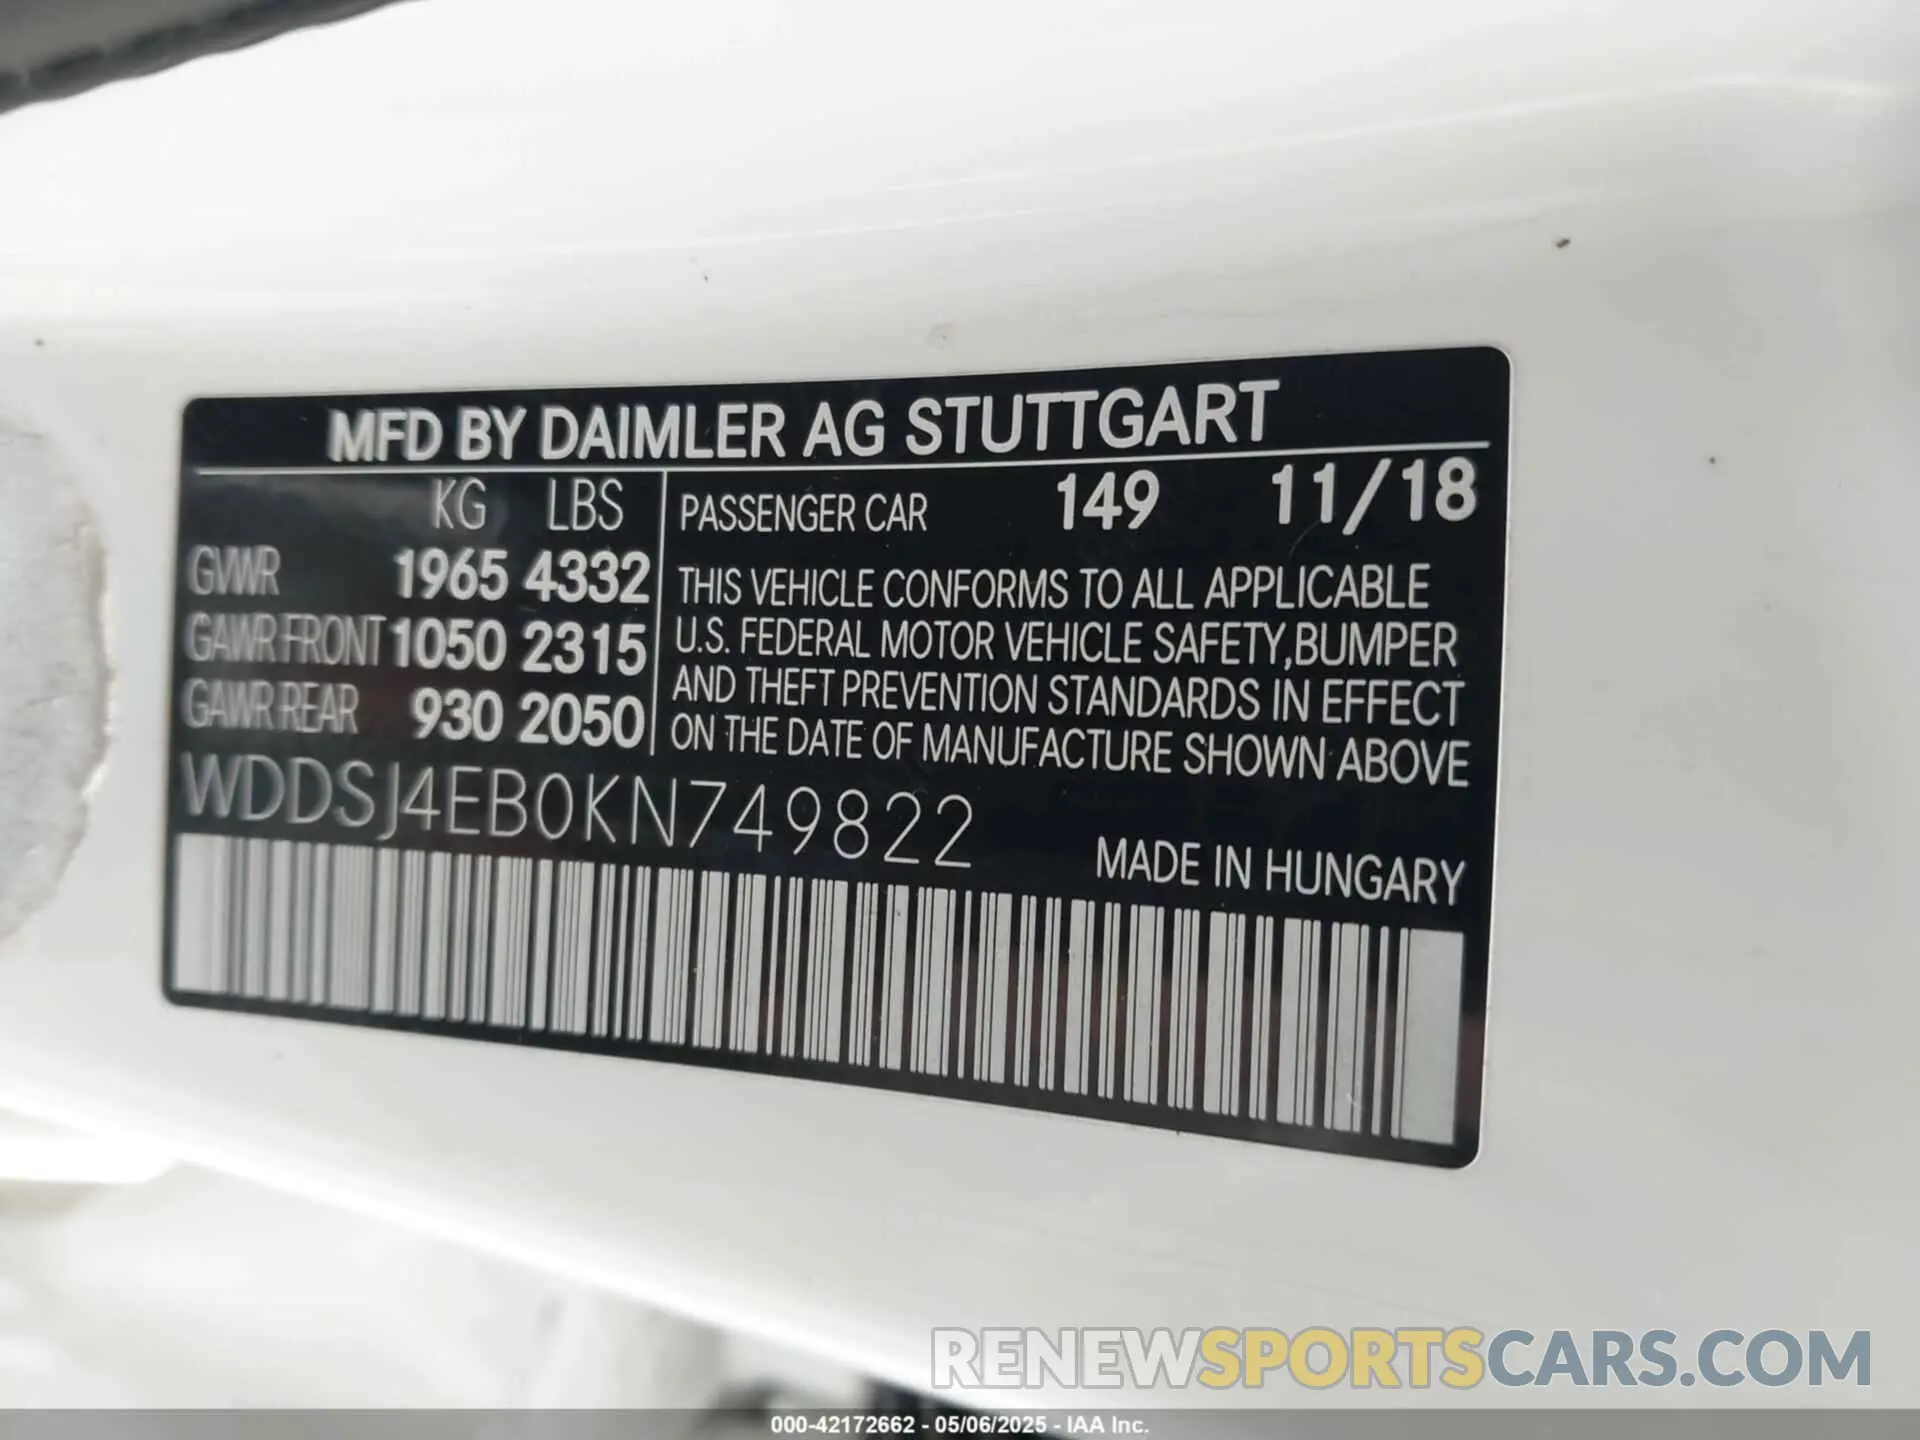 MFD BY DAIMLER AG STUTTGART
KG LBS
GVWR 1965 4332
GAWR FRONT 1050 2315
GAWR REAR 930 2050
PASSENGER CAR 149 11/18
THIS VEHICLE CONFORMS TO ALL APPLICABLE
U.S. FEDERAL MOTOR VEHICLE SAFETY,BUMPER
AND THEFT PREVENTION STANDARDS IN EFFECT
ON THE DATE OF MANUFACTURE SHOWN ABOVE
WDDSJ4EB0KN749822
MADE IN HUNGARY
RENEWSPORTSCARS.COM
000-42172662 - 05/06/2025 - IAA Inc.